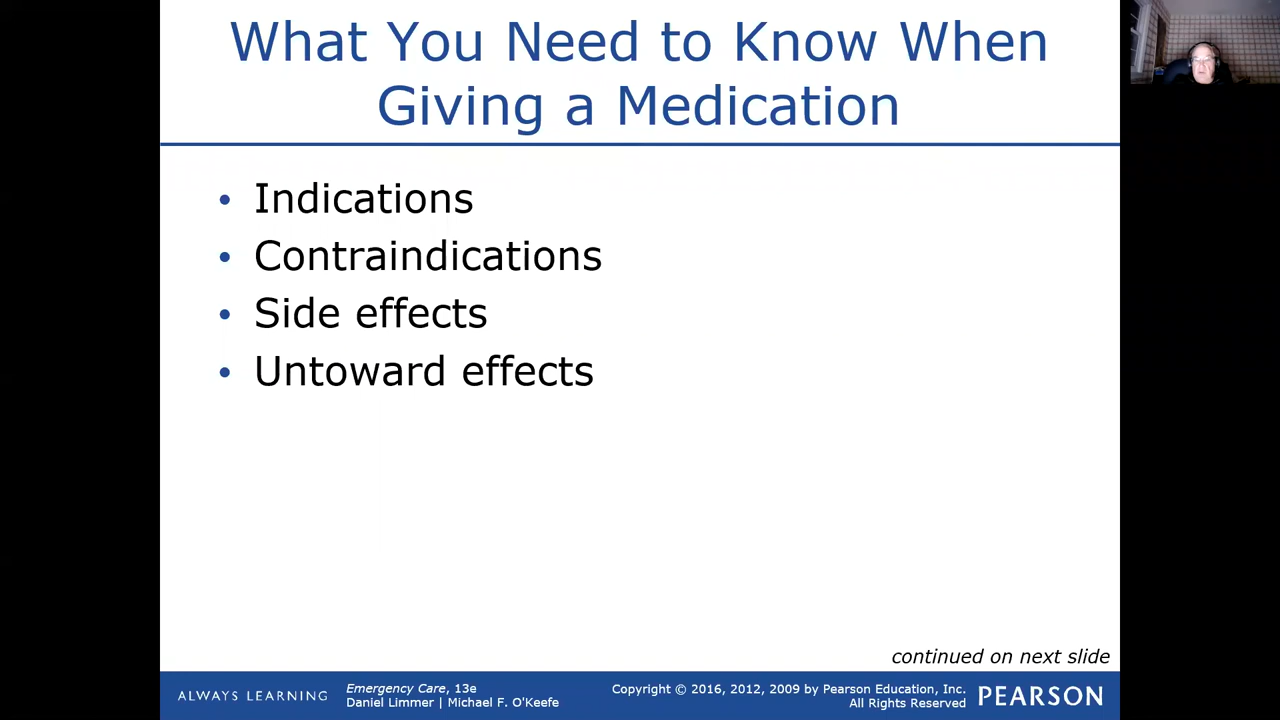 What You Need to Know When
Giving a Medication
• Indications
• Contraindications
• Side effects
• Untoward effects
continued on next slide
ALWAYS LEARNING
Emergency Care, 13e
Daniel Limmer | Michael F. O'Keefe
Copyright © 2016, 2012, 2009 by Pearson Education, Inc.
All Rights Reserved
PEARSON